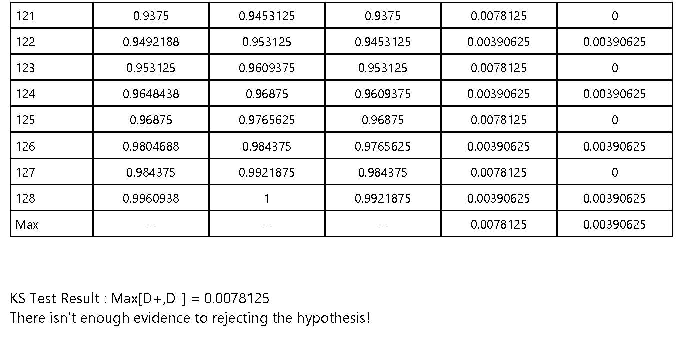 121 0.9375 0.9453125 0.9375 0.0078125 0
122 0.9492188 0.953125 0.9453125 0.00390625 0.00390625
123 0.953125 0.9609375 0.953125 0.0078125 0
124 0.9648438 0.96875 0.9609375 0.00390625 0.00390625
125 0.96875 0.9765625 0.96875 0.0078125 0
126 0.9804688 0.984375 0.9765625 0.00390625 0.00390625
127 0.984375 0.9921875 0.984375 0.0078125 0
128 0.9960938 1 0.9921875 0.00390625 0.00390625
Max -- -- -- 0.0078125 0.00390625
KS Test Result : Max[D+,D ] = 0.0078125
There isn't enough evidence to rejecting the hypothesis!